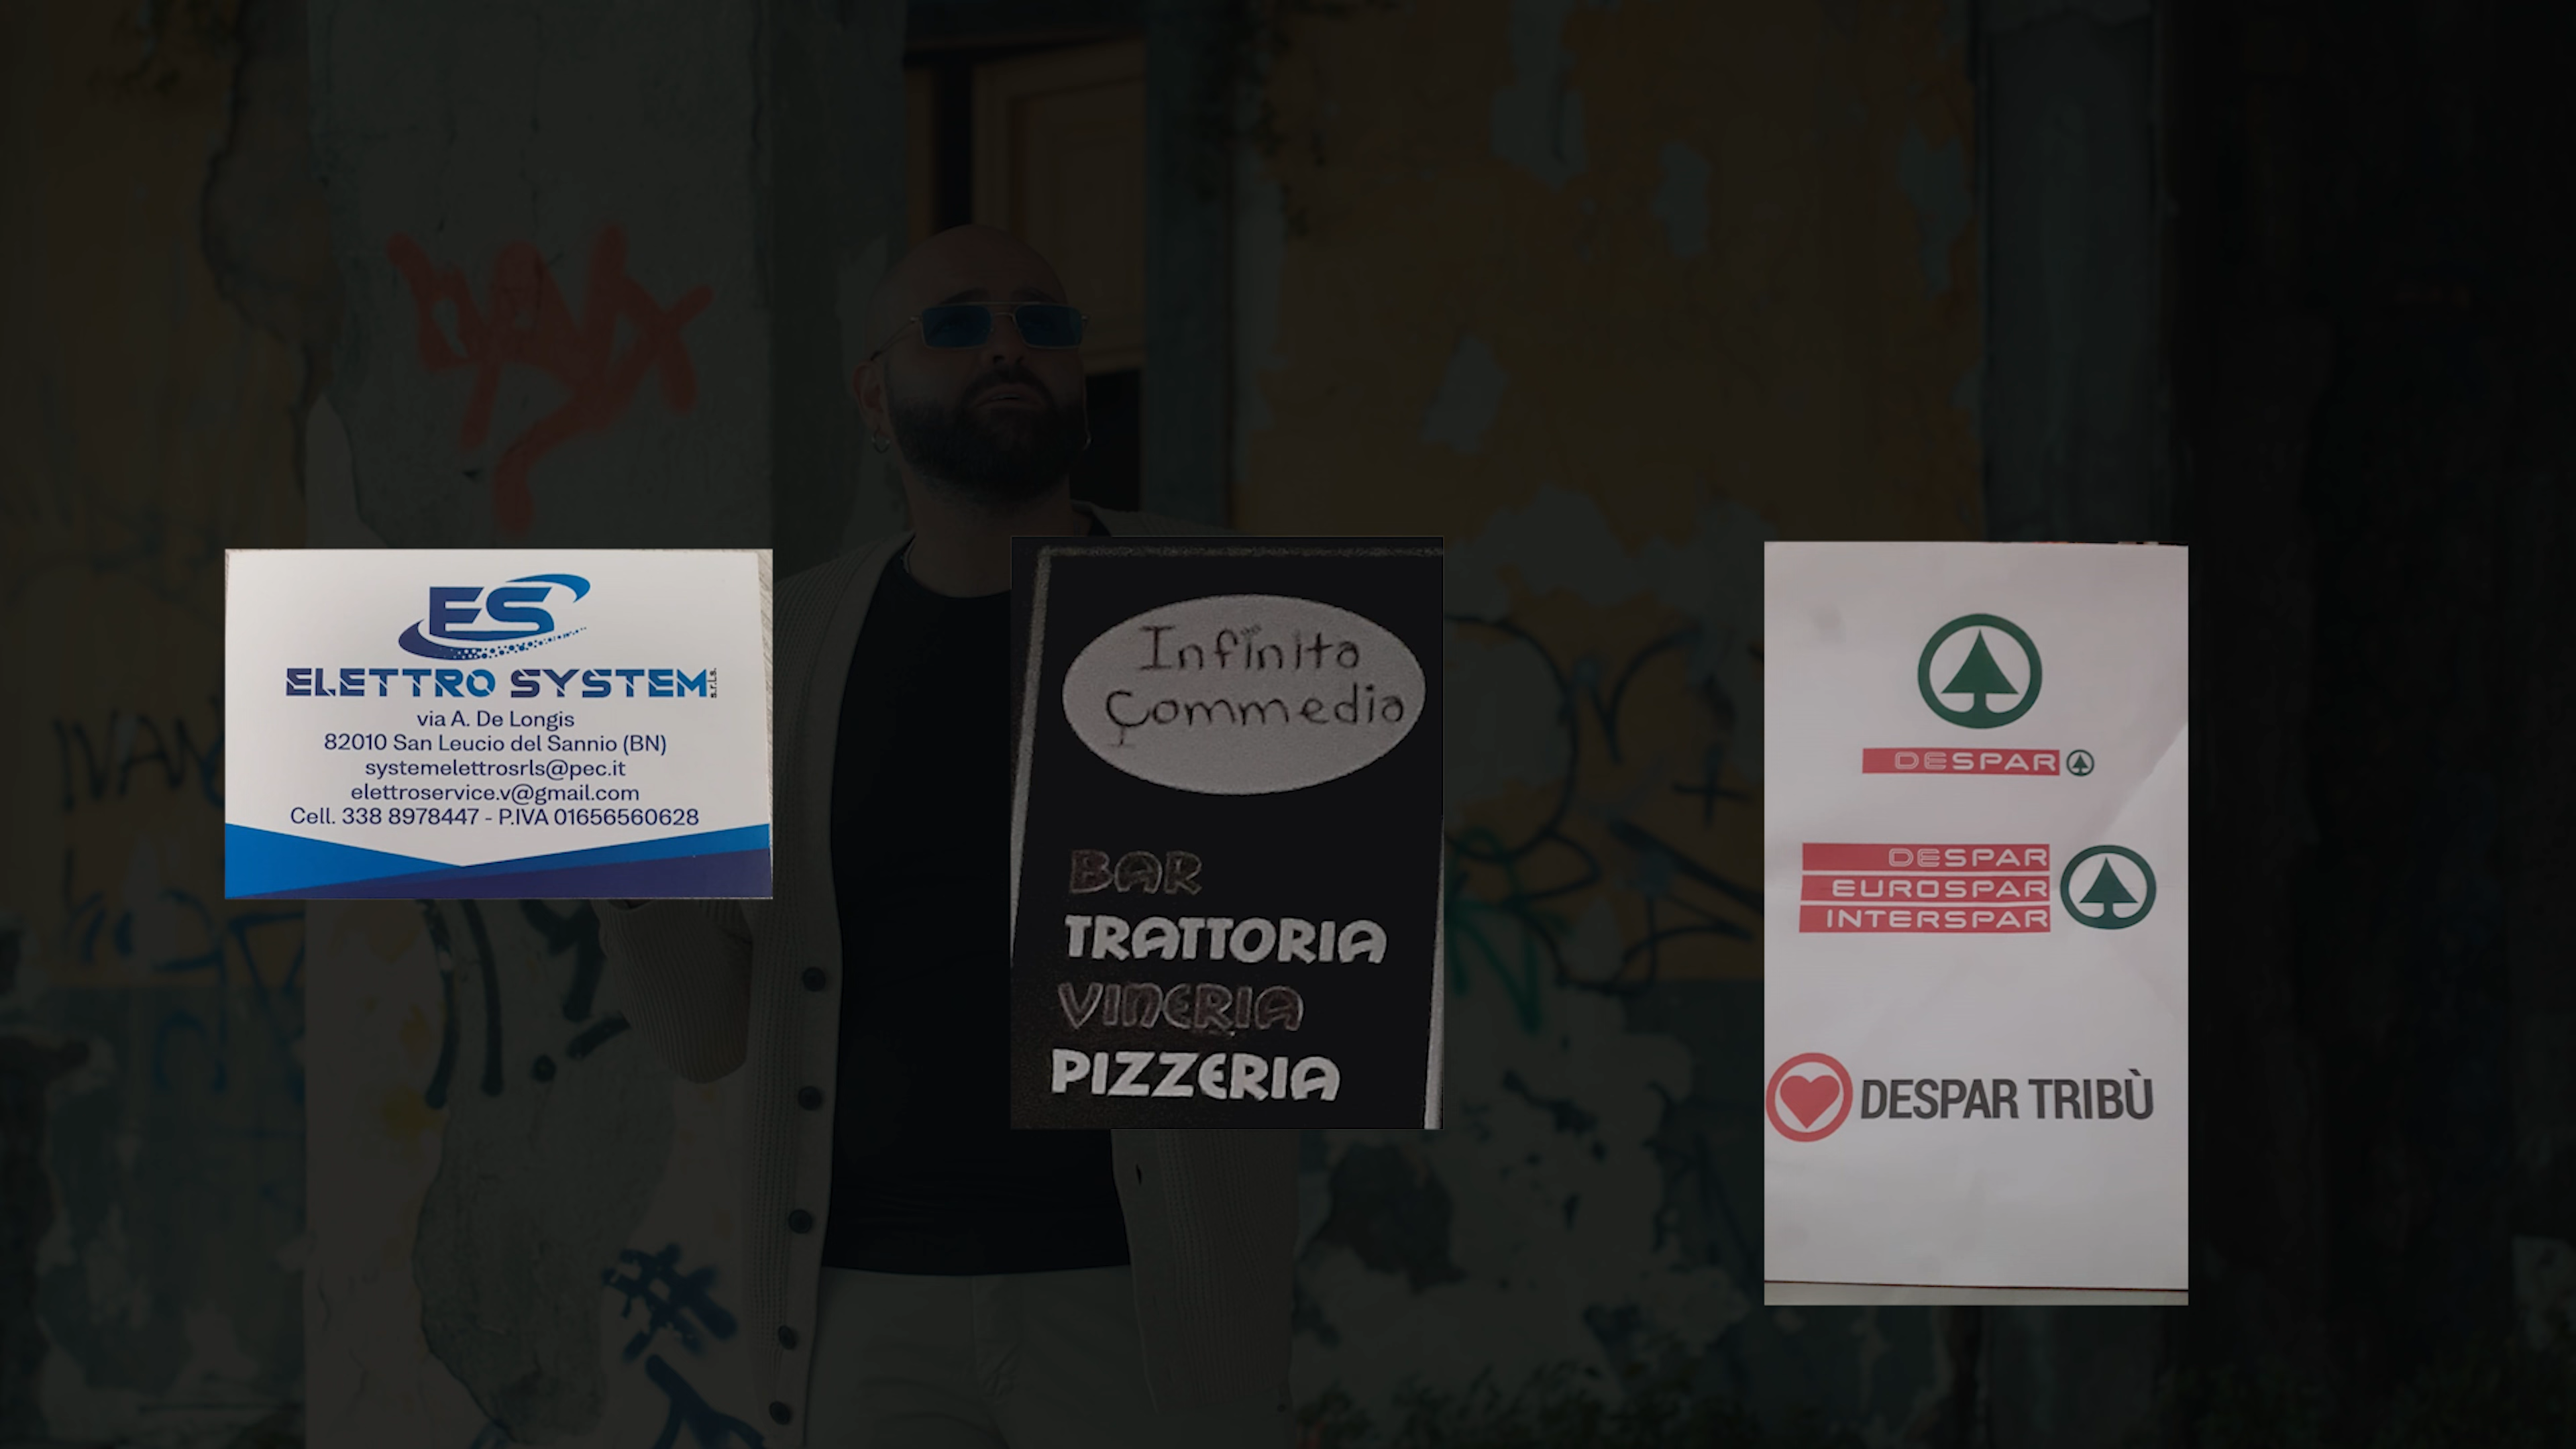 ES
ELETTRO SYSTEM s.r.l.s.
via A. De Longis
82010 San Leucio del Sannio (BN)
systemelettrosrls@pec.it
elettroservice.v@gmail.com
Cell. 338 8978447 - P.IVA 01656560628
Infinita
Commedia
BAR
TRATTORIA
VINERIA
PIZZERIA
DESPAR
DESPAR
EUROSPAR
INTERSPAR
DESPAR TRIBÙ
IVAN